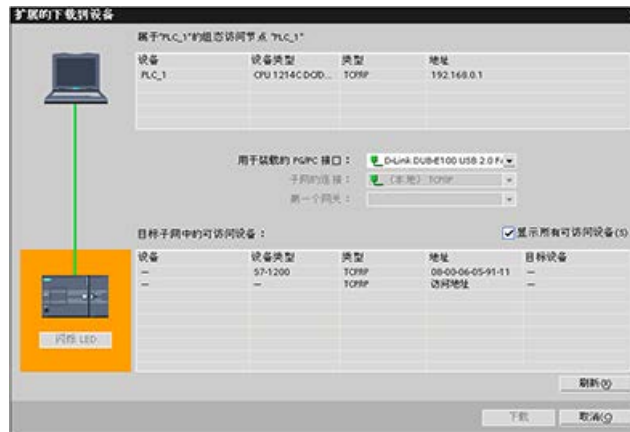 扩展的下载到设备
属于"PLC_1"的组态访问节点 "PLC_1"
设备 设备类型 类型 地址
PLC_1 CPU 1214C DC/D... TCP/IP 192.168.0.1
用于装载的 PG/PC 接口：
D-Link DUB-E100 USB 2.0 Fa
子网的连接：
(本地) TCP/IP
第一个网关：
目标子网中的可访问设备：
显示所有可访问设备(S)
设备 设备类型 类型 地址 目标设备
— S7-1200 TCP/IP 08-00-06-05-91-11 —
— — TCP/IP 访问地址 —
闪烁 LED
刷新(R)
下载
取消(C)